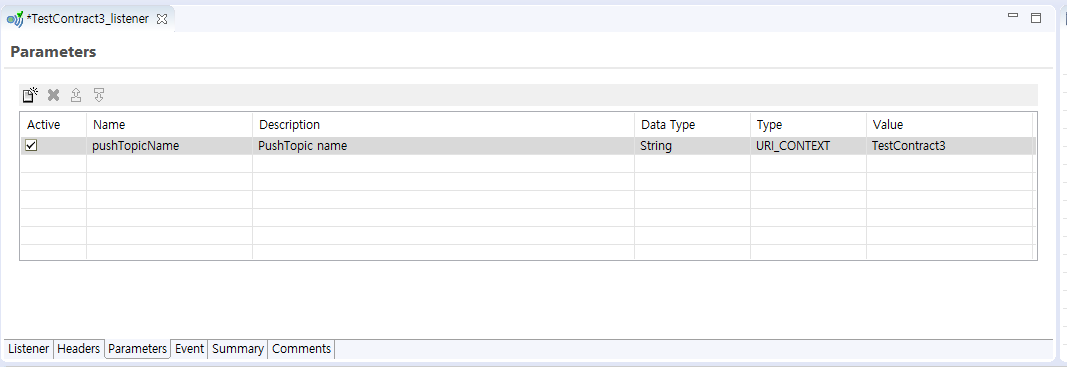 *TestContract3_listener
Parameters
Active Name Description Data Type Type Value
pushTopicName PushTopic name String URI_CONTEXT TestContract3
Listener Headers Parameters Event Summary Comments